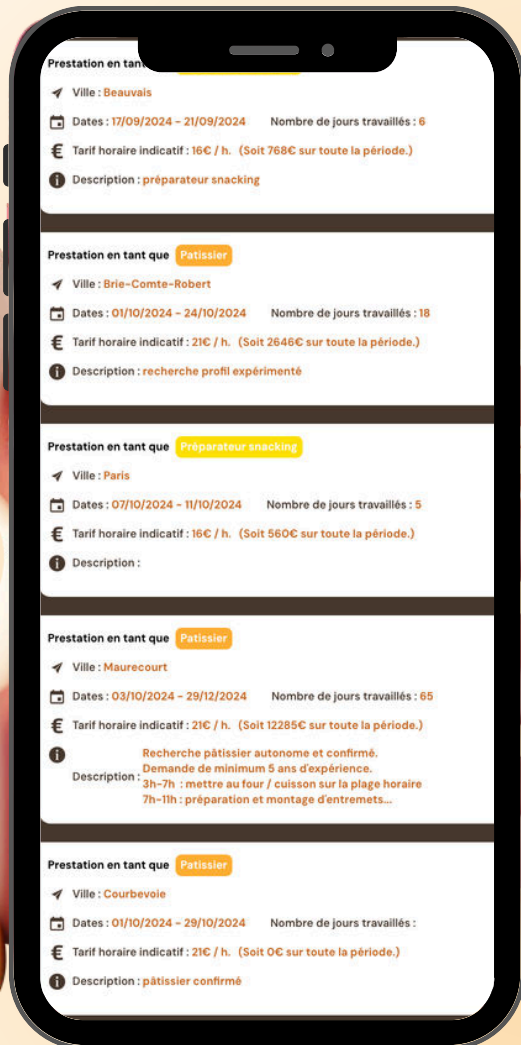 Prestation en tant
Ville : Beauvais
Dates : 17/09/2024 - 21/09/2024 Nombre de jours travaillés : 6
Tarif horaire indicatif : 16€ / h. (Soit 768€ sur toute la période.)
Description : préparateur snacking
Prestation en tant que Patissier
Ville : Brie-Comte-Robert
Dates : 01/10/2024 - 24/10/2024 Nombre de jours travaillés : 18
Tarif horaire indicatif : 21€ / h. (Soit 2646€ sur toute la période.)
Description : recherche profil expérimenté
Prestation en tant que Préparateur snacking
Ville : Paris
Dates : 07/10/2024 - 11/10/2024 Nombre de jours travaillés : 5
Tarif horaire indicatif : 16€ / h. (Soit 560€ sur toute la période.)
Description :
Prestation en tant que Patissier
Ville : Maurecourt
Dates : 03/10/2024 - 29/12/2024 Nombre de jours travaillés : 65
Tarif horaire indicatif : 21€ / h. (Soit 12285€ sur toute la période.)
Description : Recherche pâtissier autonome et confirmé.
Demande de minimum 5 ans d'expérience.
3h-7h : mettre au four / cuisson sur la plage horaire
7h-11h : préparation et montage d'entremets...
Prestation en tant que Patissier
Ville : Courbevoie
Dates : 01/10/2024 - 29/10/2024 Nombre de jours travaillés :
Tarif horaire indicatif : 21€ / h. (Soit 0€ sur toute la période.)
Description : pâtissier confirmé